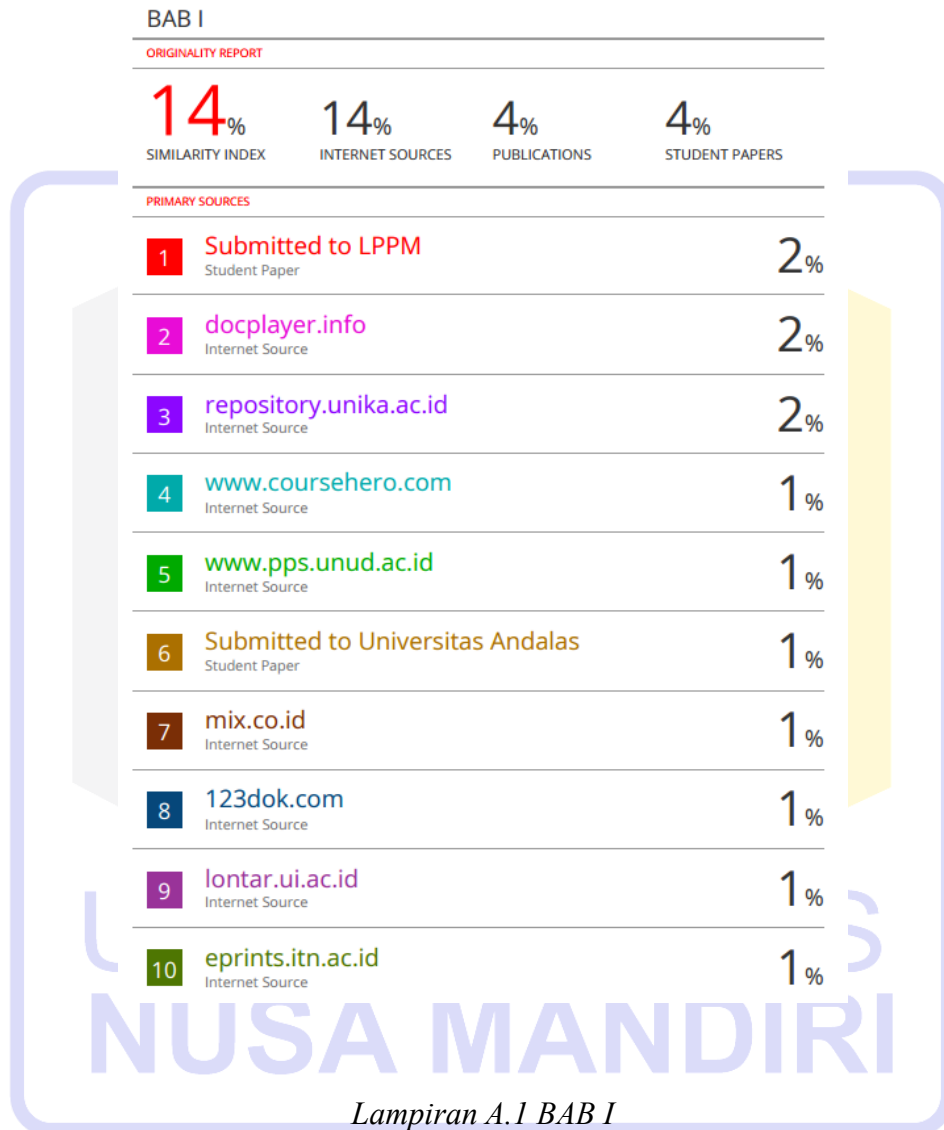 BAB I
ORIGINALITY REPORT
14% 14% 4% 4%
SIMILARITY INDEX INTERNET SOURCES PUBLICATIONS STUDENT PAPERS
PRIMARY SOURCES
1 Submitted to LPPM 2%
Student Paper
2 docplayer.info 2%
Internet Source
3 repository.unika.ac.id 2%
Internet Source
4 www.coursehero.com 1%
Internet Source
5 www.pps.unud.ac.id 1%
Internet Source
6 Submitted to Universitas Andalas 1%
Student Paper
7 mix.co.id 1%
Internet Source
8 123dok.com 1%
Internet Source
9 lontar.ui.ac.id 1%
Internet Source
10 eprints.itn.ac.id 1%
Internet Source
NUSA MANDIRI
Lampiran A.1 BAB I